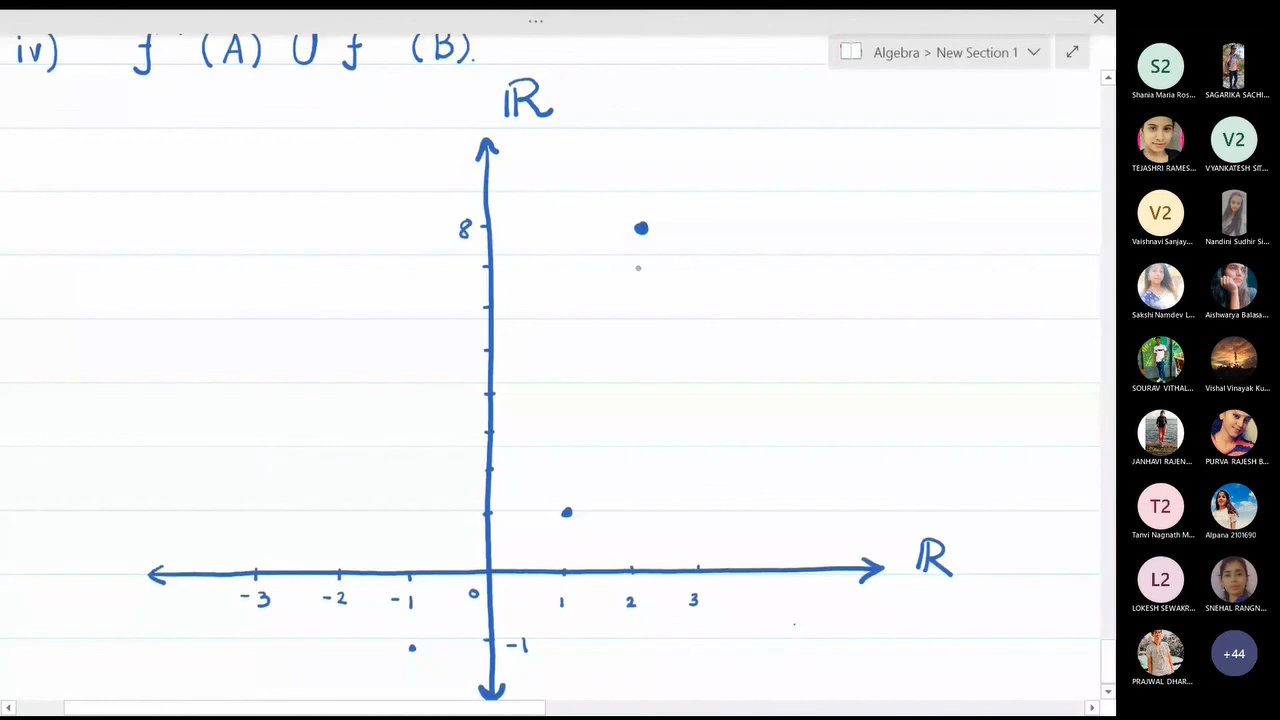 iv) f (A) ∪ f (B).
Algebra > New Section 1
ℝ
8
ℝ
-3 -2 -1 0 1 2 3
-1
S2
Shania Maria Ros... SAGARIKA SACHI...
V2
TEJASHRI RAMES... VYANKATESH SIT...
V2
Vaishnavi Sanjay... Nandini Sudhir Si...
Sakshi Namdev L... Aishwarya Balasa...
SOURAV VITHAL... Vishal Vinayak Ku...
JANHAVI RAJEN... PURVA RAJESH B...
T2
Tanvi Nagnath M... Alpana 2101690
L2
LOKESH SEWAKR... SNEHAL RANGN...
+44
PRAJWAL DHAR...